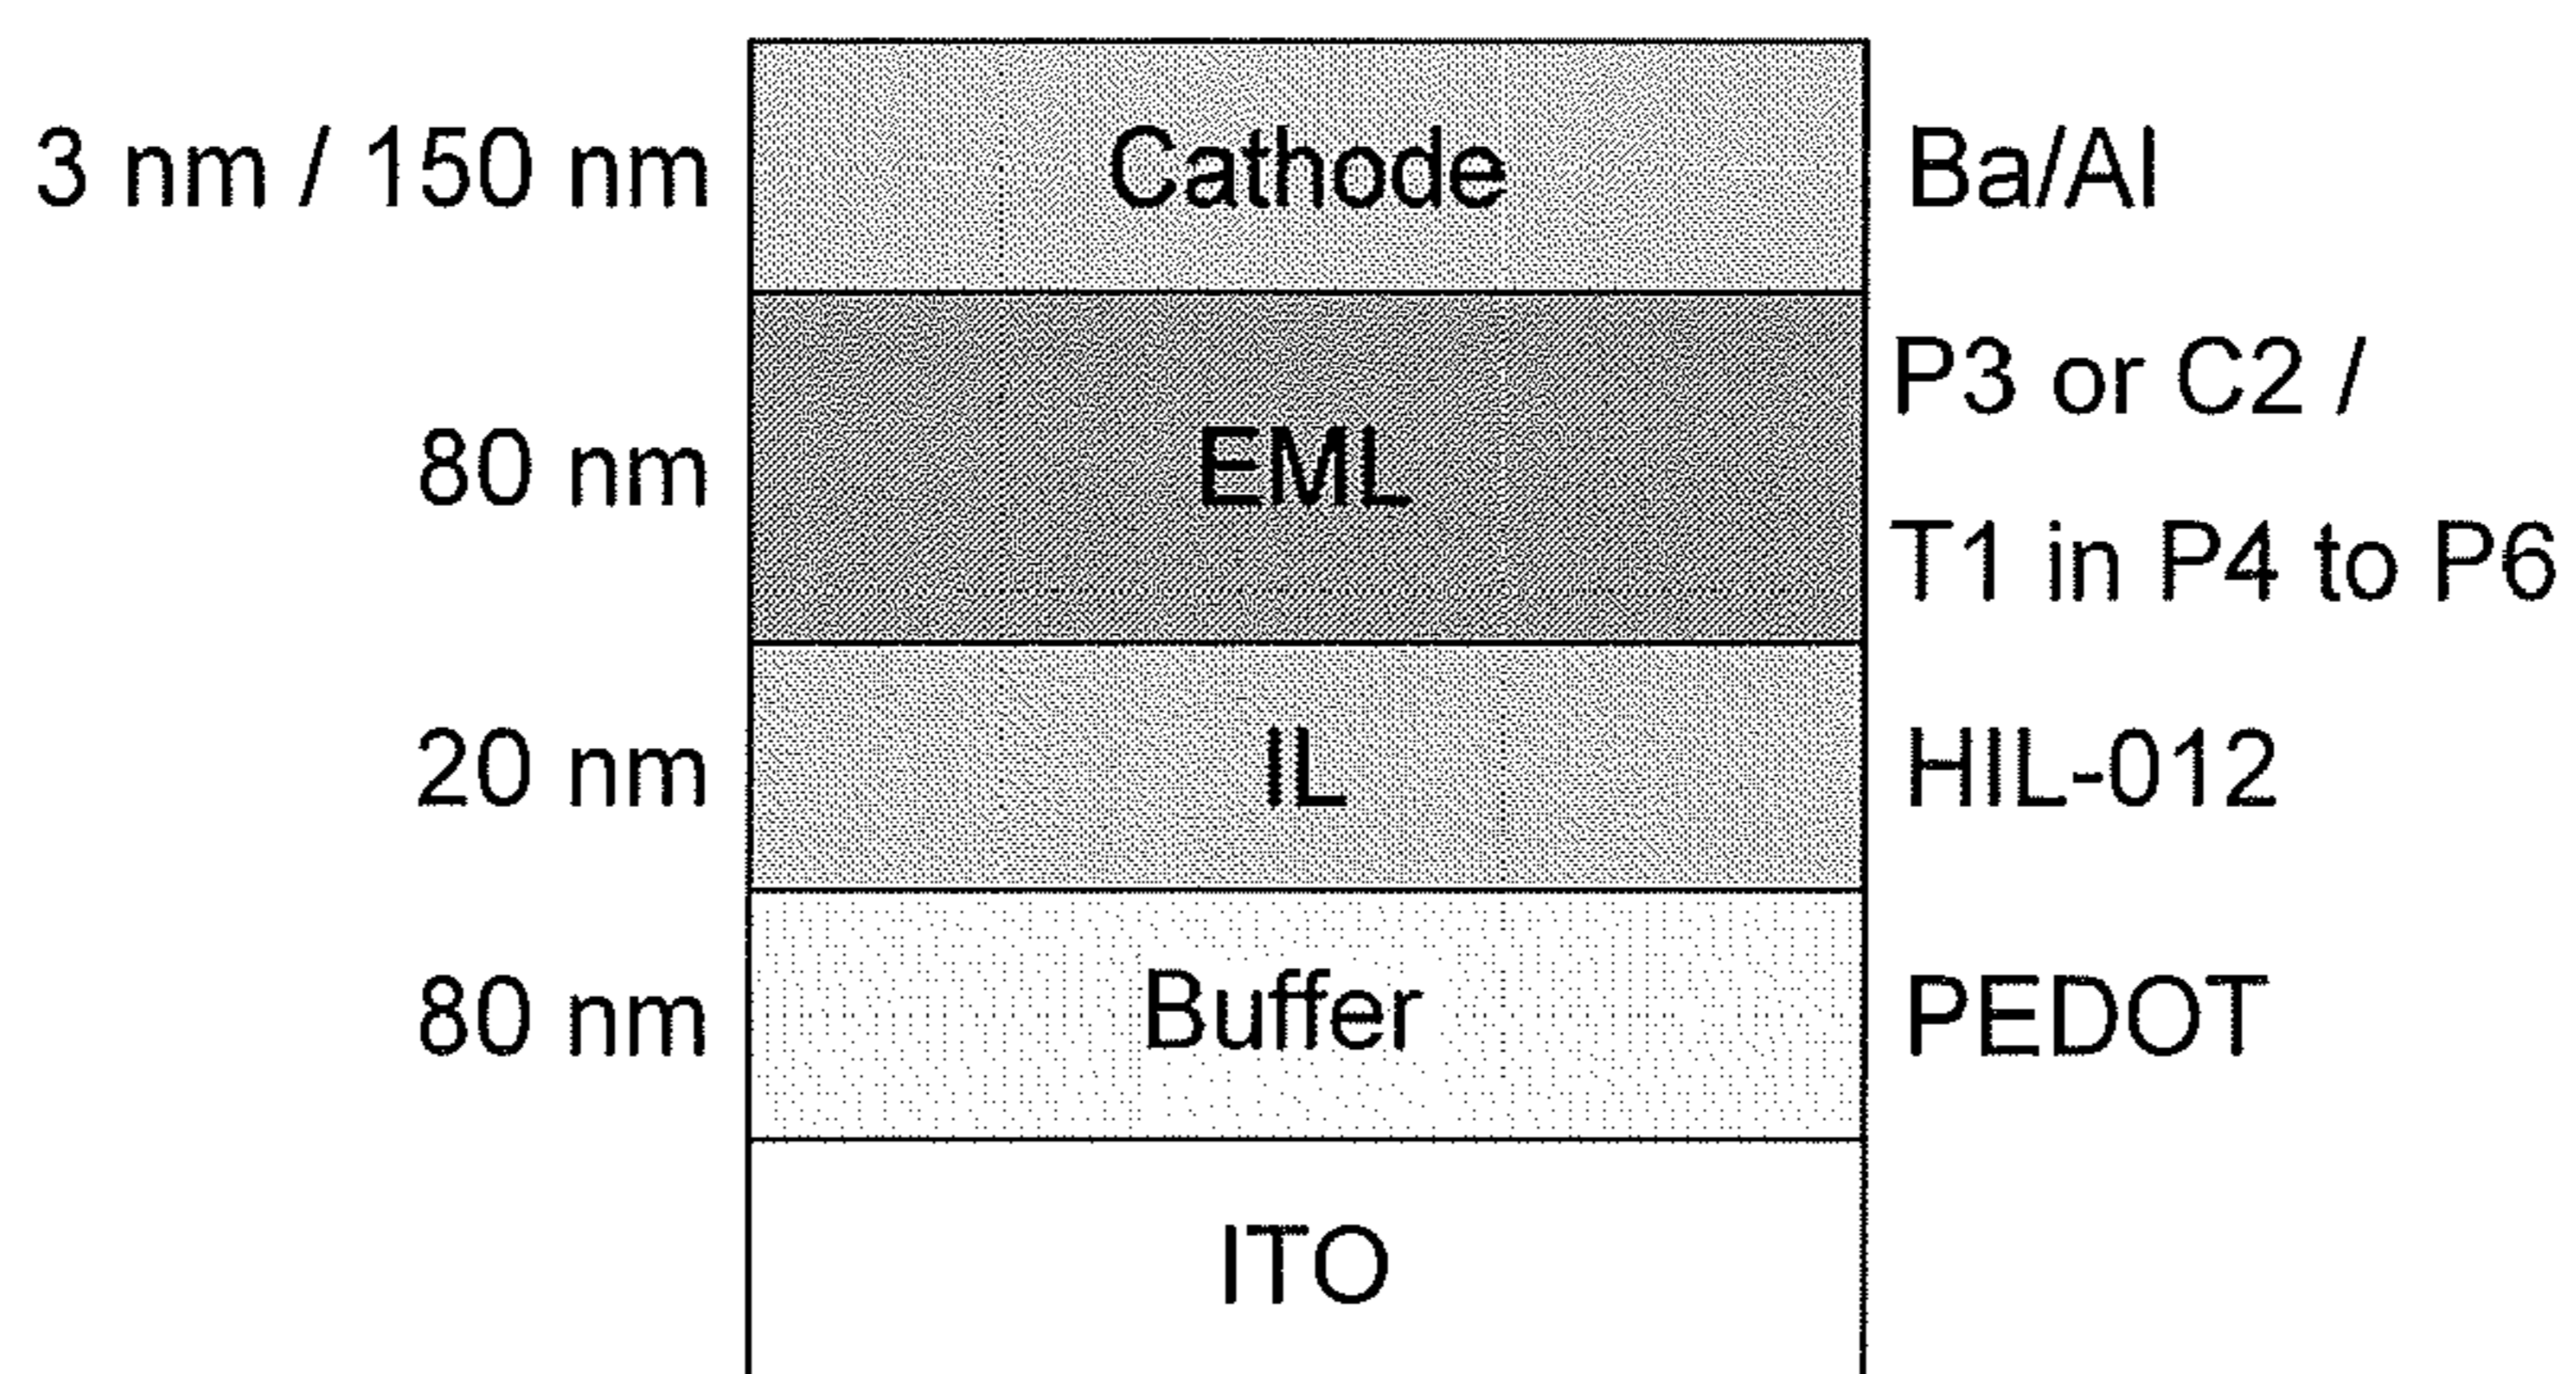 3 nm / 150 nm Cathode Ba/Al
P3 or C2 /
80 nm EML
T1 in P4 to P6
20 nm IL HIL-012
80 nm Buffer PEDOT
ITO